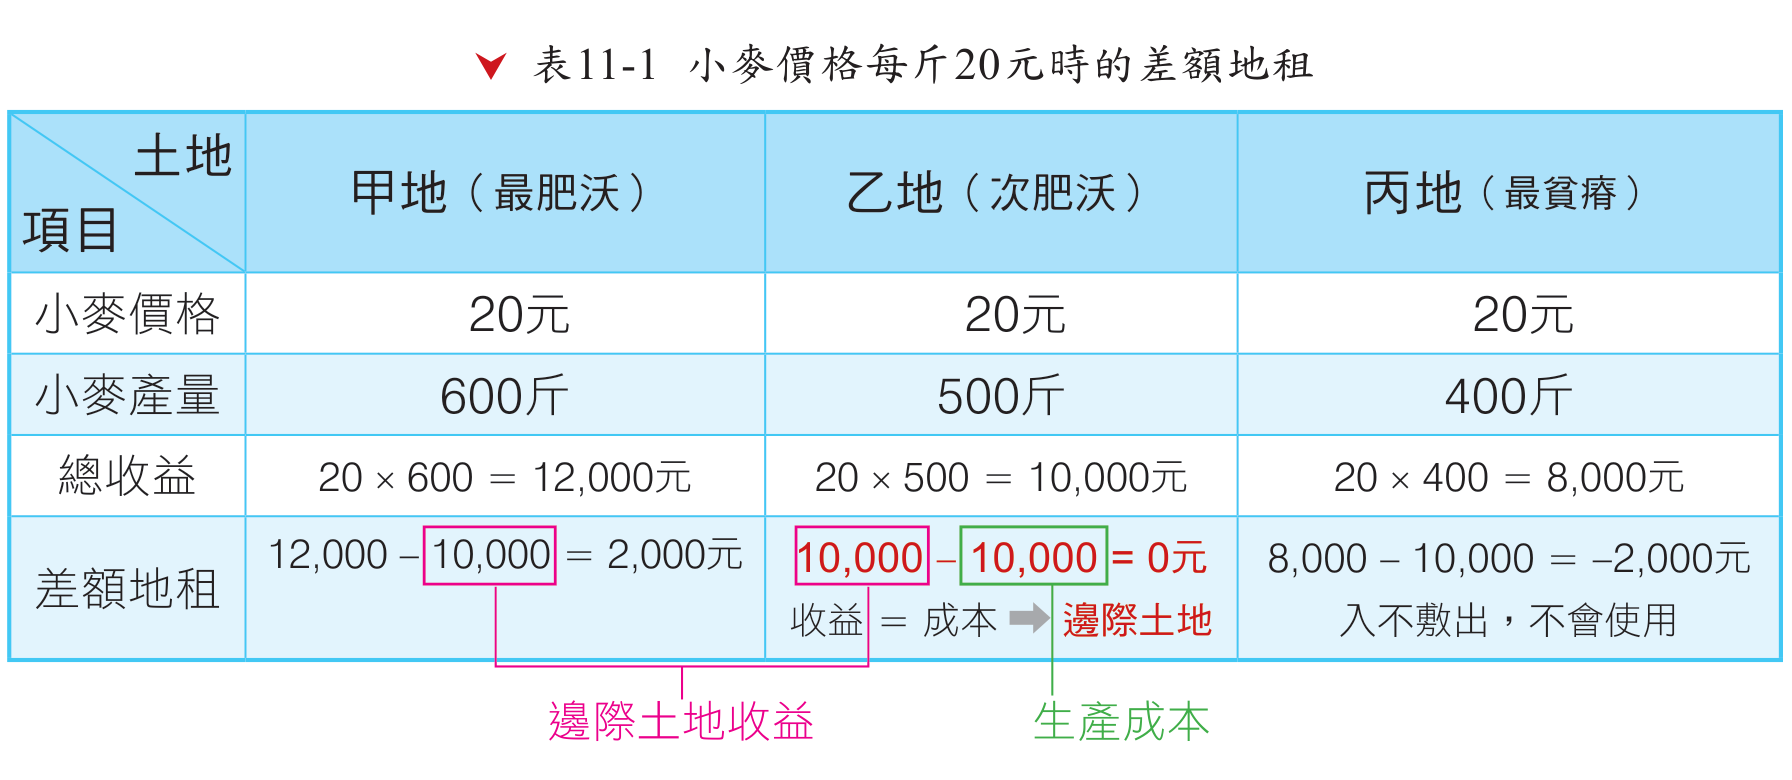 表11-1 小麥價格每斤20元時的差額地租
土地
項目
甲地（最肥沃）
乙地（次肥沃）
丙地（最貧瘠）
小麥價格 20元 20元 20元
小麥產量 600斤 500斤 400斤
總收益 20 × 600 = 12,000元 20 × 500 = 10,000元 20 × 400 = 8,000元
差額地租 12,000 – 10,000 = 2,000元 10,000 – 10,000 = 0元 8,000 – 10,000 = –2,000元
收益 = 成本 邊際土地 入不敷出，不會使用
邊際土地收益 生產成本